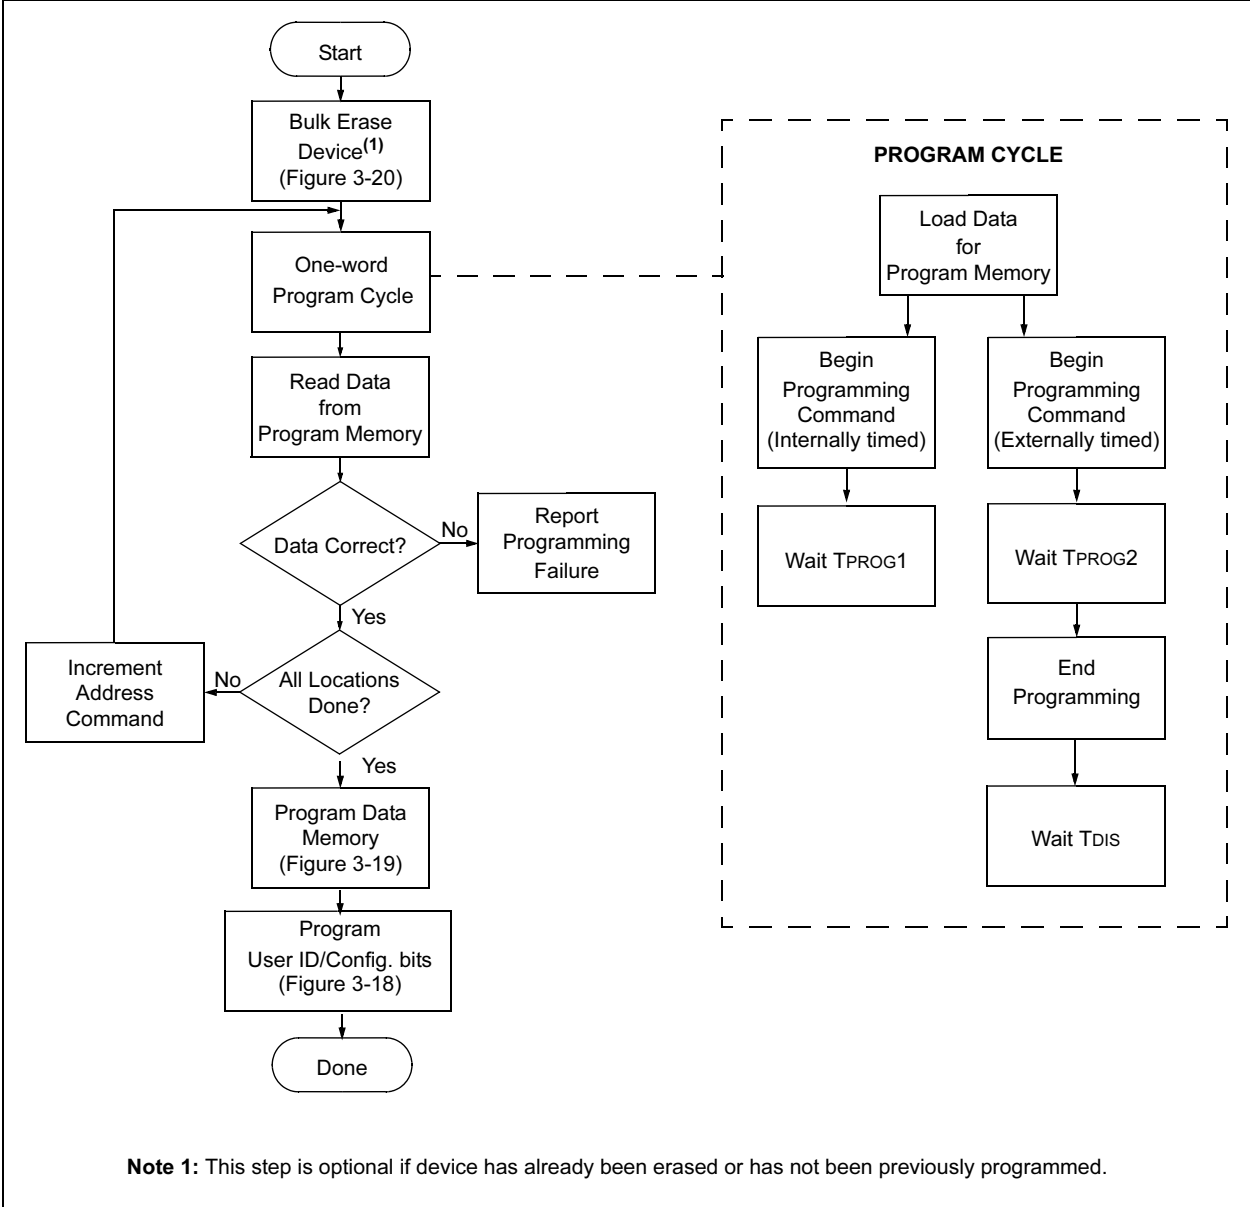 Start
Bulk Erase
Device(1)
(Figure 3-20)
One-word
Program Cycle
Read Data
from
Program Memory
Data Correct?
No
Report
Programming
Failure
Yes
All Locations
Done?
No
Increment
Address
Command
Yes
Program Data
Memory
(Figure 3-19)
Program
User ID/Config. bits
(Figure 3-18)
Done
PROGRAM CYCLE
Load Data
for
Program Memory
Begin
Programming
Command
(Internally timed)
Wait TPROG1
Begin
Programming
Command
(Externally timed)
Wait TPROG2
End
Programming
Wait TDIS
Note 1: This step is optional if device has already been erased or has not been previously programmed.